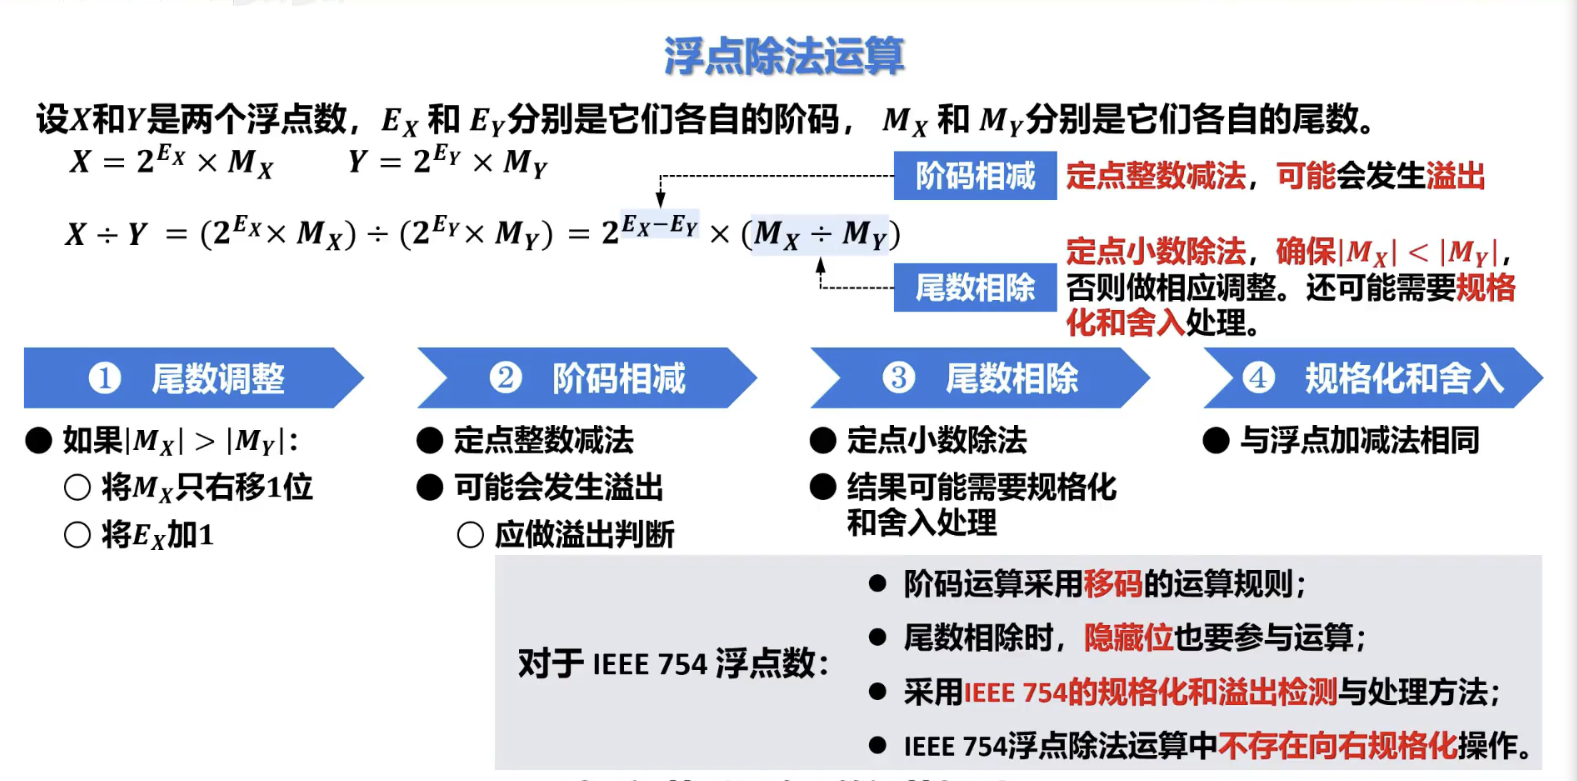 浮点除法运算
设X和Y是两个浮点数，E_X 和 E_Y分别是它们各自的阶码， M_X 和 M_Y分别是它们各自的尾数。
X = 2^{E_X} × M_X Y = 2^{E_Y} × M_Y
阶码相减 定点整数减法，可能会发生溢出
X ÷ Y = (2^{E_X} × M_X) ÷ (2^{E_Y} × M_Y) = 2^{E_X−E_Y} × (M_X ÷ M_Y)
尾数相除
定点小数除法，确保|M_X| < |M_Y|，
否则做相应调整。还可能需要规格
化和舍入处理。
❶ 尾数调整
● 如果|M_X| > |M_Y|：
○ 将M_X只右移1位
○ 将E_X加1
❷ 阶码相减
● 定点整数减法
● 可能会发生溢出
○ 应做溢出判断
❸ 尾数相除
● 定点小数除法
● 结果可能需要规格化
和舍入处理
❹ 规格化和舍入
● 与浮点加减法相同
对于 IEEE 754 浮点数：
● 阶码运算采用移码的运算规则；
● 尾数相除时，隐藏位也要参与运算；
● 采用IEEE 754的规格化和溢出检测与处理方法；
● IEEE 754浮点除法运算中不存在向右规格化操作。